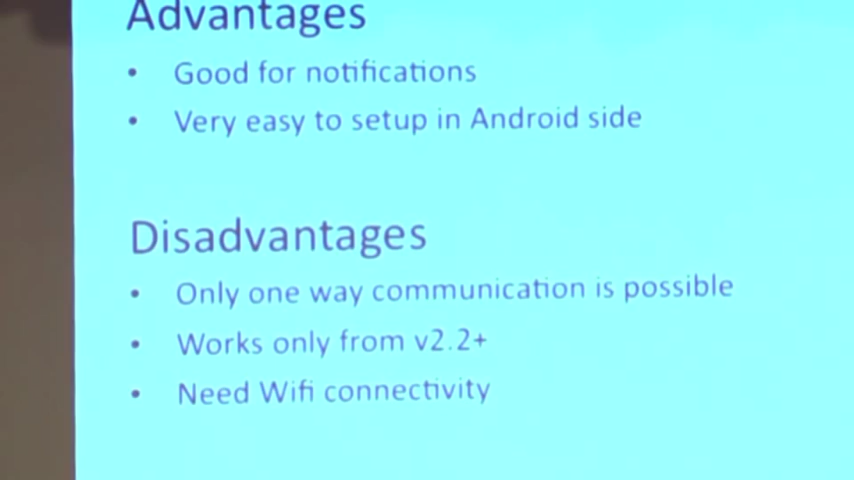 Advantages
• Good for notifications
• Very easy to setup in Android side
Disadvantages
• Only one way communication is possible
• Works only from v2.2+
• Need Wifi connectivity